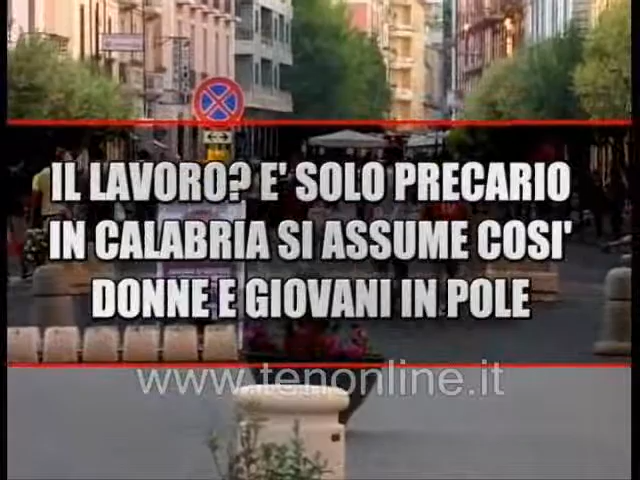 IL LAVORO? E' SOLO PRECARIO
IN CALABRIA SI ASSUME COSI'
DONNE E GIOVANI IN POLE
www.tenonline.it